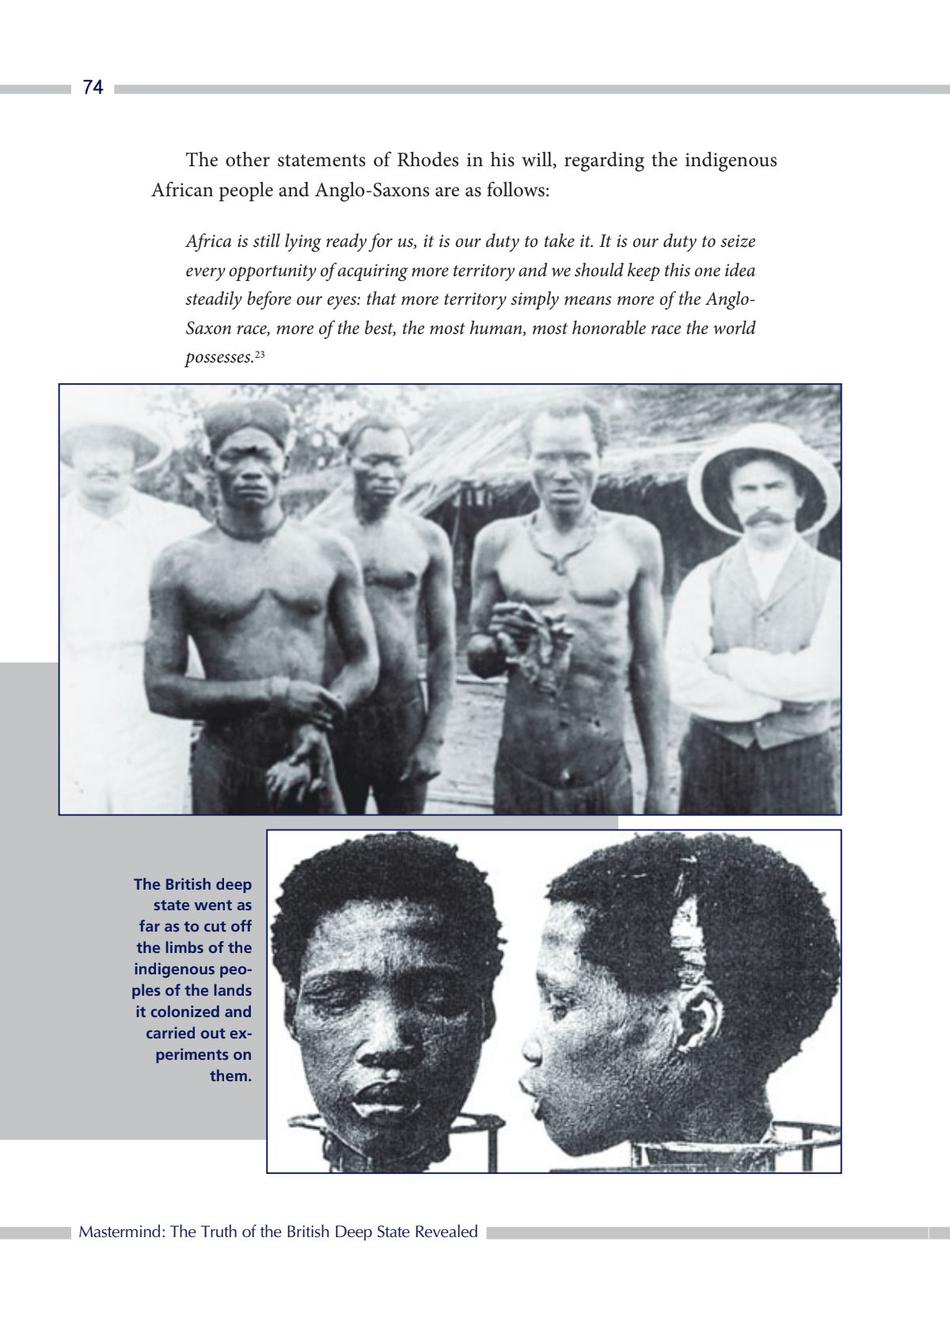 74
The other statements of Rhodes in his will, regarding the indigenous
African people and Anglo-Saxons are as follows:
Africa is still lying ready for us, it is our duty to take it. It is our duty to seize
every opportunity of acquiring more territory and we should keep this one idea
steadily before our eyes: that more territory simply means more of the Anglo-
Saxon race, more of the best, the most human, most honorable race the world
possesses.23
The British deep
state went as
far as to cut off
the limbs of the
indigenous peo-
ples of the lands
it colonized and
carried out ex-
periments on
them.
Mastermind: The Truth of the British Deep State Revealed